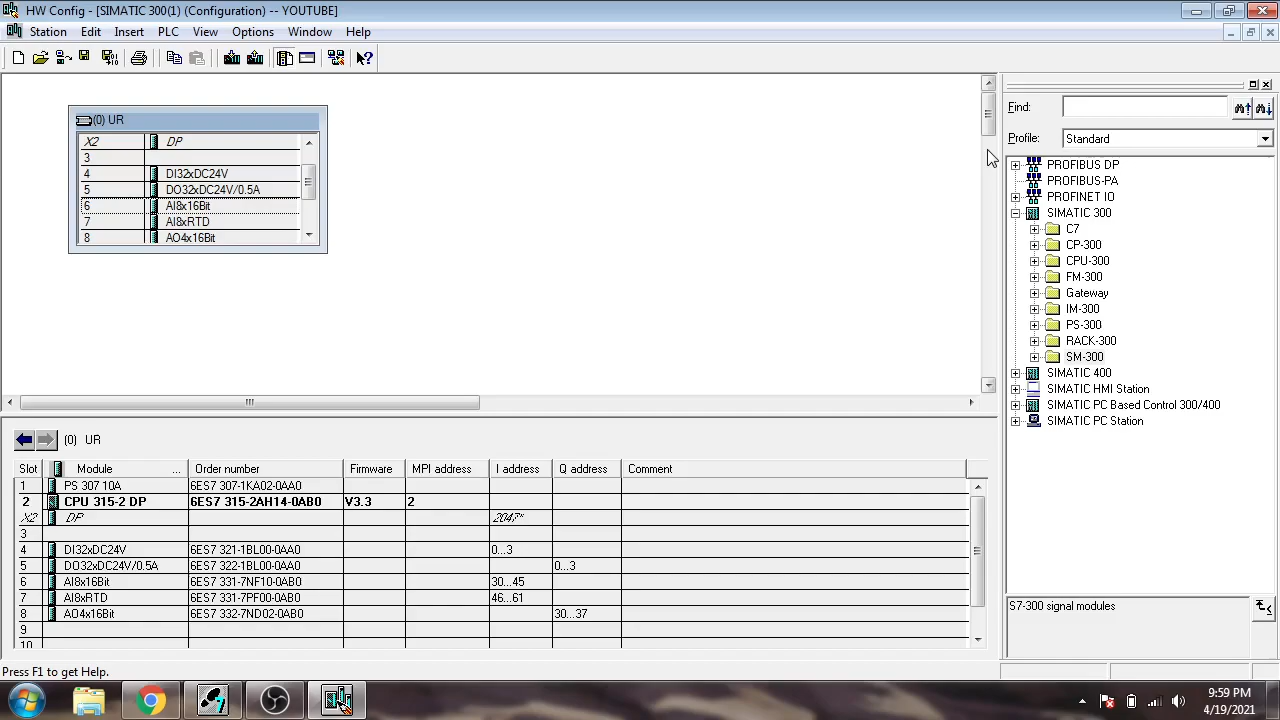 HW Config - [SIMATIC 300(1) (Configuration) -- YOUTUBE]
Station Edit Insert PLC View Options Window Help
(0) UR
X2 DP
3
4 DI32xDC24V
5 DO32xDC24V/0.5A
6 AI8x16Bit
7 AI8xRTD
8 AO4x16Bit
Find:
Profile: Standard
PROFIBUS DP
PROFIBUS-PA
PROFINET IO
SIMATIC 300
C7
CP-300
CPU-300
FM-300
Gateway
IM-300
PS-300
RACK-300
SM-300
SIMATIC 400
SIMATIC HMI Station
SIMATIC PC Based Control 300/400
SIMATIC PC Station
S7-300 signal modules
(0) UR
Slot Module ... Order number Firmware MPI address I address Q address Comment
1 PS 307 10A 6ES7 307-1KA02-0AA0
2 CPU 315-2 DP 6ES7 315-2AH14-0AB0 V3.3 2
X2 DP 2047*
3
4 DI32xDC24V 6ES7 321-1BL00-0AA0 0...3
5 DO32xDC24V/0.5A 6ES7 322-1BL00-0AA0 0...3
6 AI8x16Bit 6ES7 331-7NF10-0AB0 30...45
7 AI8xRTD 6ES7 331-7PF00-0AB0 46...61
8 AO4x16Bit 6ES7 332-7ND02-0AB0 30...37
9
10
Press F1 to get Help.
9:59 PM
4/19/2021